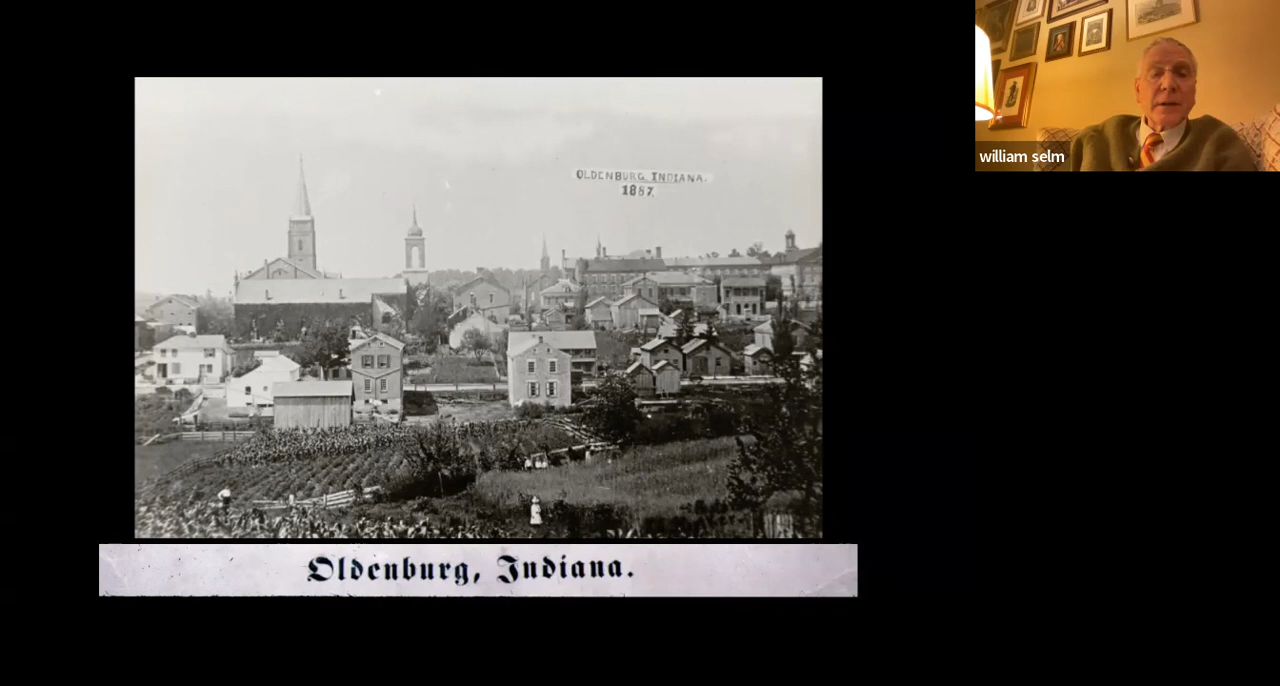 OLDENBURG, INDIANA.
1887.
william selm
Oldenburg, Indiana.